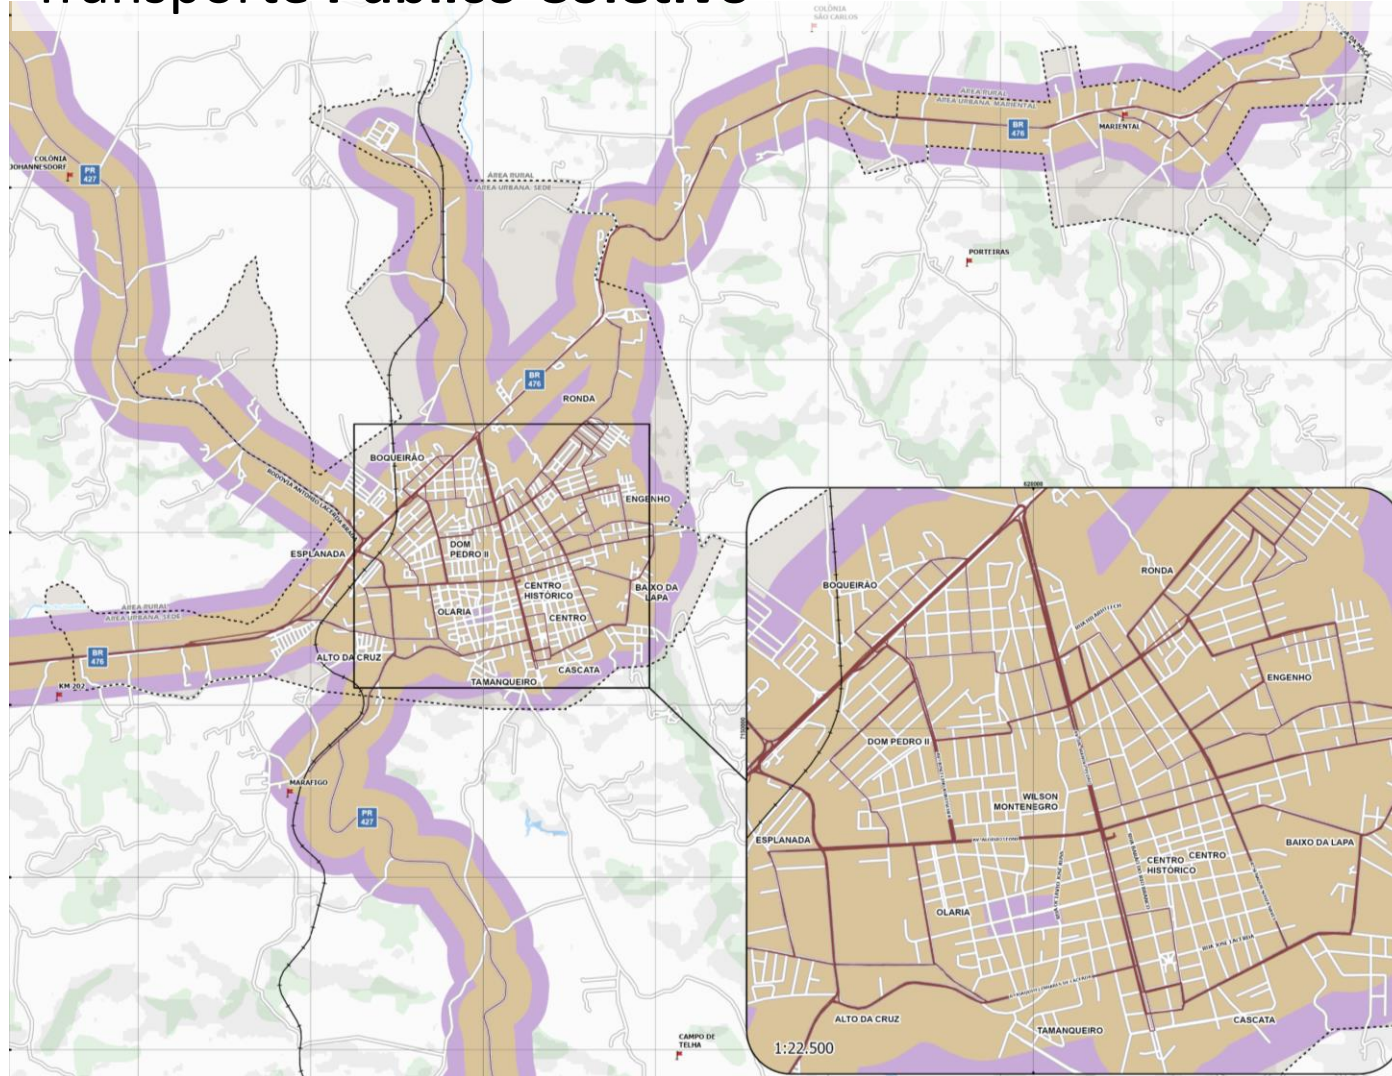 Transporte Público Coletivo
COLÔNIA
SÃO CARLOS
ÁREA RURAL
ÁREA URBANA: MARIENTAL
BR
476
MARIENTAL
COLÔNIA
JOHANNESDORF
PR
427
ÁREA RURAL
ÁREA URBANA: SEDE
PORTEIRAS
BR
476
RONDA
BOQUEIRÃO
ENGENHO
ESPLANADA
DOM
PEDRO II
CENTRO
HISTÓRICO
BAIXO DA
LAPA
OLARIA
CENTRO
ÁREA RURAL
ÁREA URBANA: SEDE
BR
476
ALTO DA CRUZ
CASCATA
TAMANQUEIRO
KM 202
MARAFIGO
PR
427
CAMPO DE
TELHA
BOQUEIRÃO
RONDA
ENGENHO
DOM PEDRO II
WILSON
MONTENEGRO
ESPLANADA
BAIXO DA LAPA
CENTRO
CENTRO
HISTÓRICO
OLARIA
RUA JOSÉ LACERDA
ALTO DA CRUZ
TAMANQUEIRO
CASCATA
1:22.500